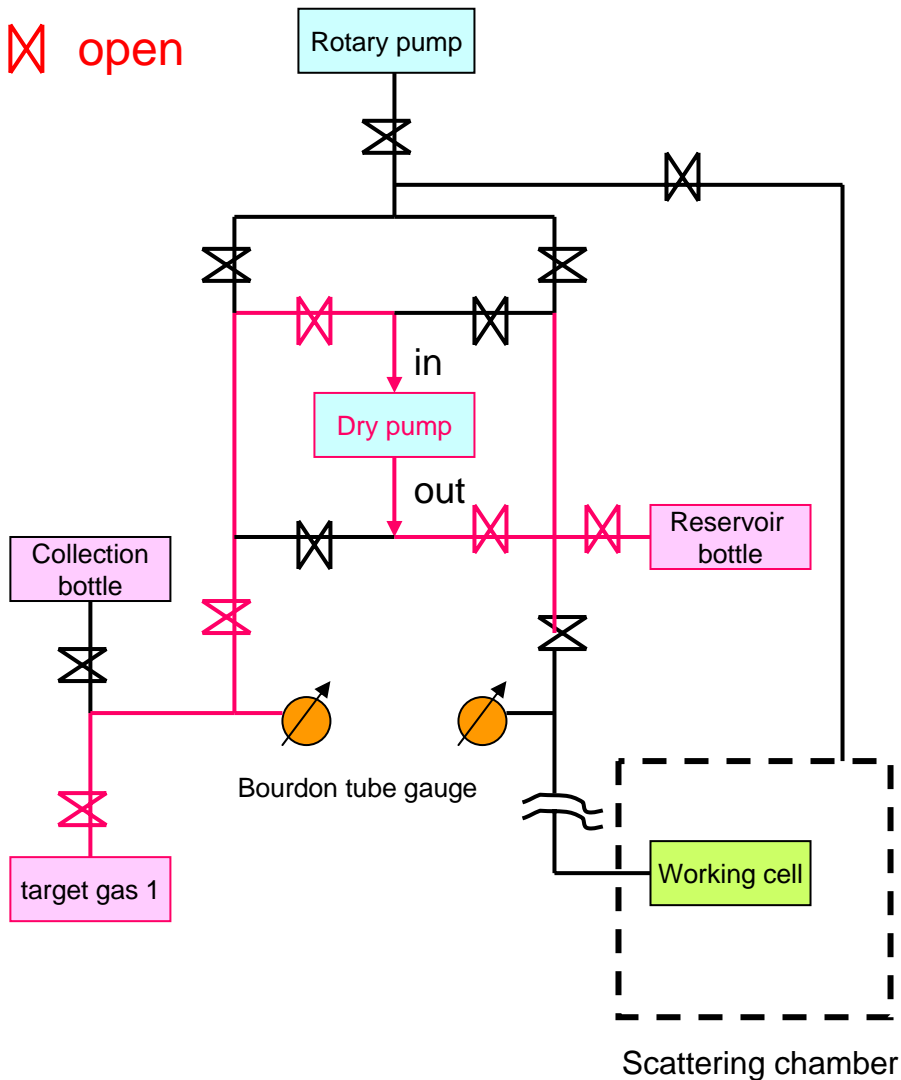 open
Rotary pump
in
Dry pump
out
Reservoir
bottle
Collection
bottle
Bourdon tube gauge
target gas 1
Working cell
Scattering chamber